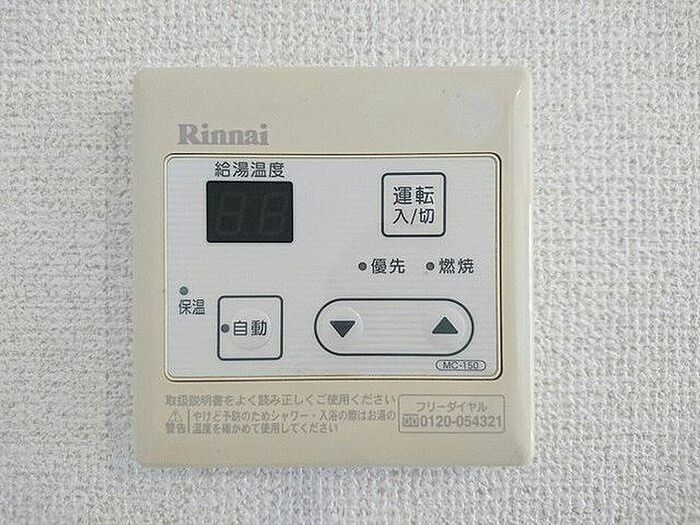 Rinnai
給湯温度
運転
入/切
優先 燃焼
保温
自動
▼ ▲
MC-150
取扱説明書をよく読み正しくご使用ください
⚠警告 やけど予防のためシャワー・入浴の際はお湯の
温度を確かめて使用してください
フリーダイヤル
0120-054321